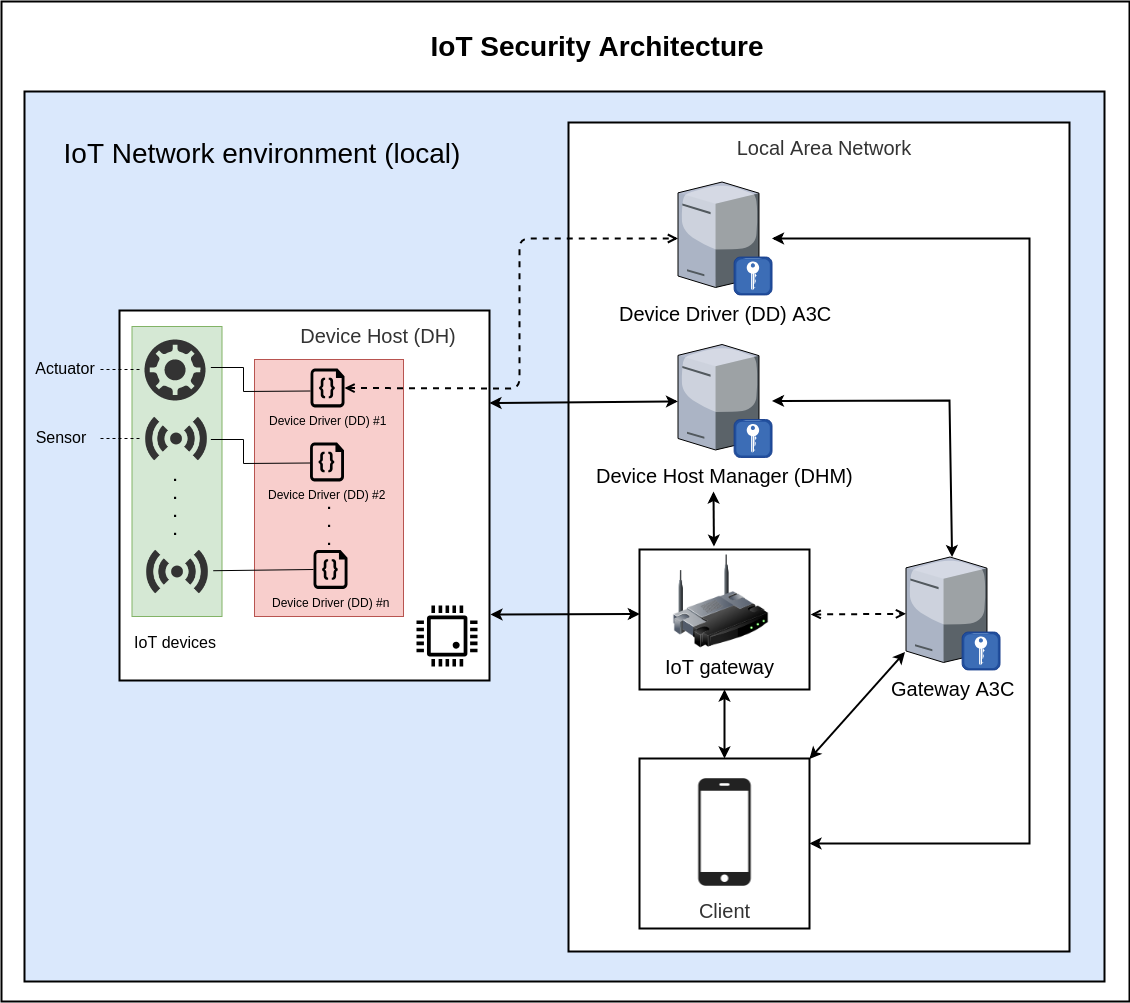 IoT Security Architecture
IoT Network environment (local)
Local Area Network
Device Driver (DD) A3C
Device Host (DH)
Actuator
Sensor
{}
Device Driver (DD) #1
{}
Device Driver (DD) #2
{}
Device Driver (DD) #n
IoT devices
Device Host Manager (DHM)
IoT gateway
Gateway A3C
Client